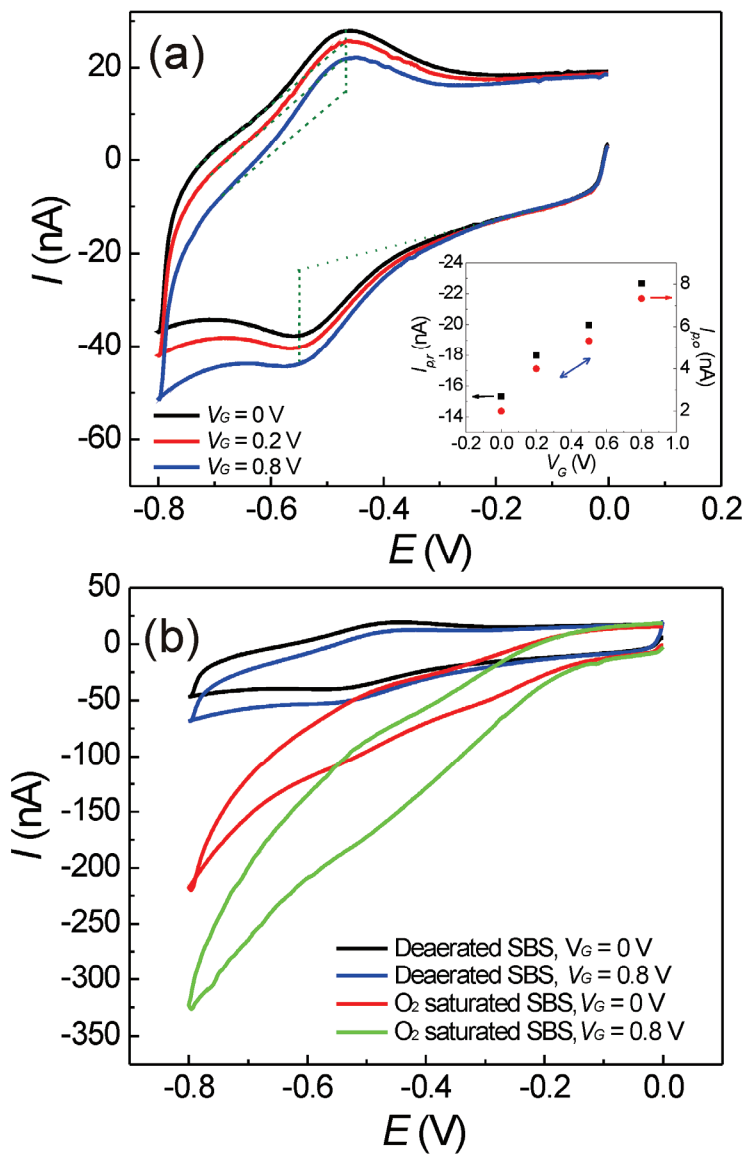 (a)
I (nA)
20
0
-20
-40
-60
V_G = 0 V
V_G = 0.2 V
V_G = 0.8 V
-0.8 -0.6 -0.4 -0.2 0.0 0.2
E (V)
I_p,r (nA)
-24
-22
-20
-18
-16
-14
8
6
4
2
I_p,o (nA)
-0.2 0.0 0.2 0.4 0.6 0.8 1.0
V_G (V)
(b)
I (nA)
50
0
-50
-100
-150
-200
-250
-300
-350
Deaerated SBS, V_G = 0 V
Deaerated SBS, V_G = 0.8 V
O₂ saturated SBS, V_G = 0 V
O₂ saturated SBS, V_G = 0.8 V
-0.8 -0.6 -0.4 -0.2 0.0
E (V)